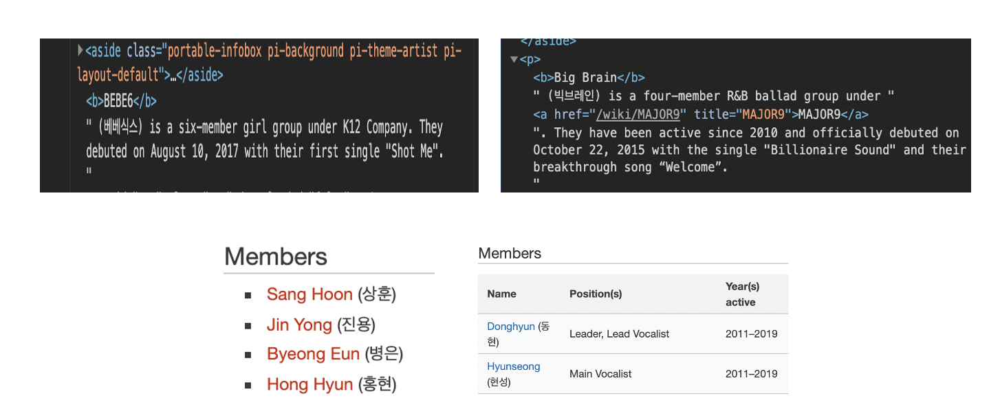 <aside class="portable-infobox pi-background pi-theme-artist pi-
layout-default">…</aside>
<b>BEBE6</b>
" (베베식스) is a six-member girl group under K12 Company. They
debuted on August 10, 2017 with their first single "Shot Me".
"
</aside>
<p>
<b>Big Brain</b>
" (빅브레인) is a four-member R&B ballad group under "
<a href="/wiki/MAJOR9" title="MAJOR9">MAJOR9</a>
". They have been active since 2010 and officially debuted on
October 22, 2015 with the single "Billionaire Sound" and their
breakthrough song “Welcome”.
"
Members
Sang Hoon (상훈)
Jin Yong (진용)
Byeong Eun (병은)
Hong Hyun (홍현)
Members
Name Position(s) Year(s)
active
Donghyun (동
현) Leader, Lead Vocalist 2011–2019
Hyunseong
(현성) Main Vocalist 2011–2019